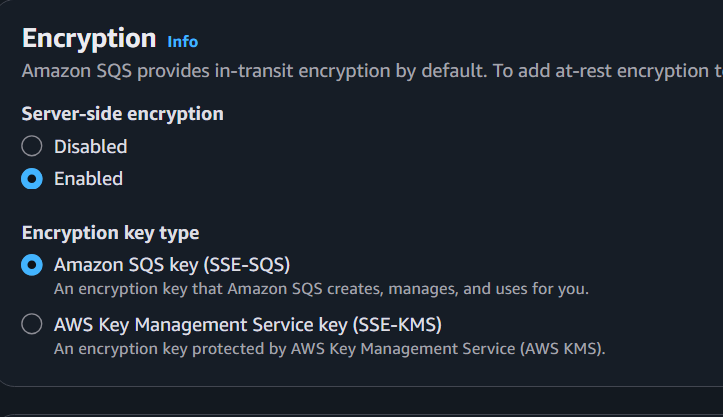 Encryption Info
Amazon SQS provides in-transit encryption by default. To add at-rest encryption
Server-side encryption
Disabled
Enabled
Encryption key type
Amazon SQS key (SSE-SQS)
An encryption key that Amazon SQS creates, manages, and uses for you.
AWS Key Management Service key (SSE-KMS)
An encryption key protected by AWS Key Management Service (AWS KMS).